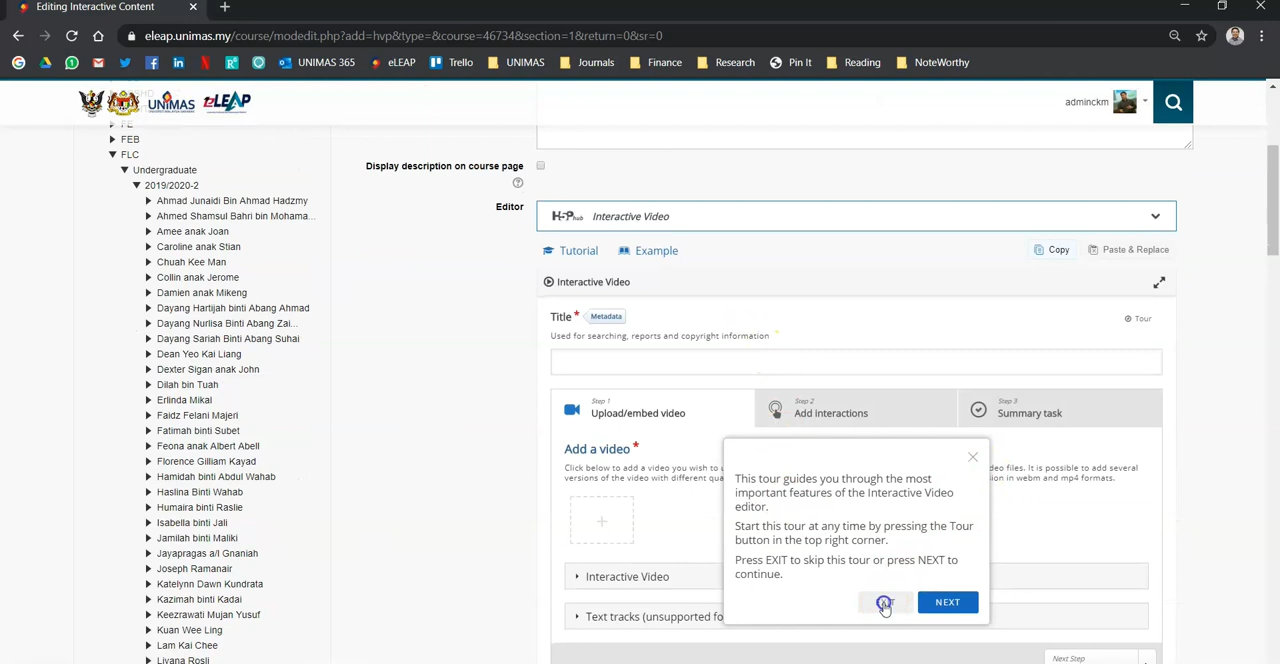 Editing Interactive Content
eleap.unimas.my/course/modedit.php?add=hvp&type=&course=46734&section=1&return=0&sr=0
UNIMAS 365 eLEAP Trello UNIMAS Journals Finance Research Pin It Reading NoteWorthy
UNIMAS eLEAP
adminckm
FE
FEB
FLC
Undergraduate
2019/2020-2
Ahmad Junaidi Bin Ahmad Hadzmy
Ahmed Shamsul Bahri bin Mohama...
Amee anak Joan
Caroline anak Stian
Chuah Kee Man
Collin anak Jerome
Damien anak Mikeng
Dayang Hartijah binti Abang Ahmad
Dayang Nurlisa Binti Abang Zai...
Dayang Sariah Binti Abang Suhai
Dean Yeo Kai Liang
Dexter Sigan anak John
Dilah bin Tuah
Erlinda Mikal
Faidz Felani Majeri
Fatimah binti Subet
Feona anak Albert Abell
Florence Gilliam Kayad
Hamidah binti Abdul Wahab
Haslina Binti Wahab
Humaira binti Raslie
Isabella binti Jali
Jamilah binti Maliki
Jayapragas a/l Gnaniah
Joseph Ramanair
Katelynn Dawn Kundrata
Kazimah binti Kadai
Keezrawati Mujan Yusuf
Kuan Wee Ling
Lam Kai Chee
Liyana Rosli
Display description on course page
Editor
H5P hub Interactive Video
Tutorial Example Copy Paste & Replace
Interactive Video
Title * Metadata Tour
Used for searching, reports and copyright information
Step 1
Upload/embed video
Step 2
Add interactions
Step 3
Summary task
Add a video *
Click below to add a video you wish to deo files. It is possible to add several
versions of the video with different qua ion in webm and mp4 formats.
Interactive Video
Text tracks (unsupported fo
This tour guides you through the most
important features of the Interactive Video
editor.
Start this tour at any time by pressing the Tour
button in the top right corner.
Press EXIT to skip this tour or press NEXT to
continue.
NEXT
Next Step